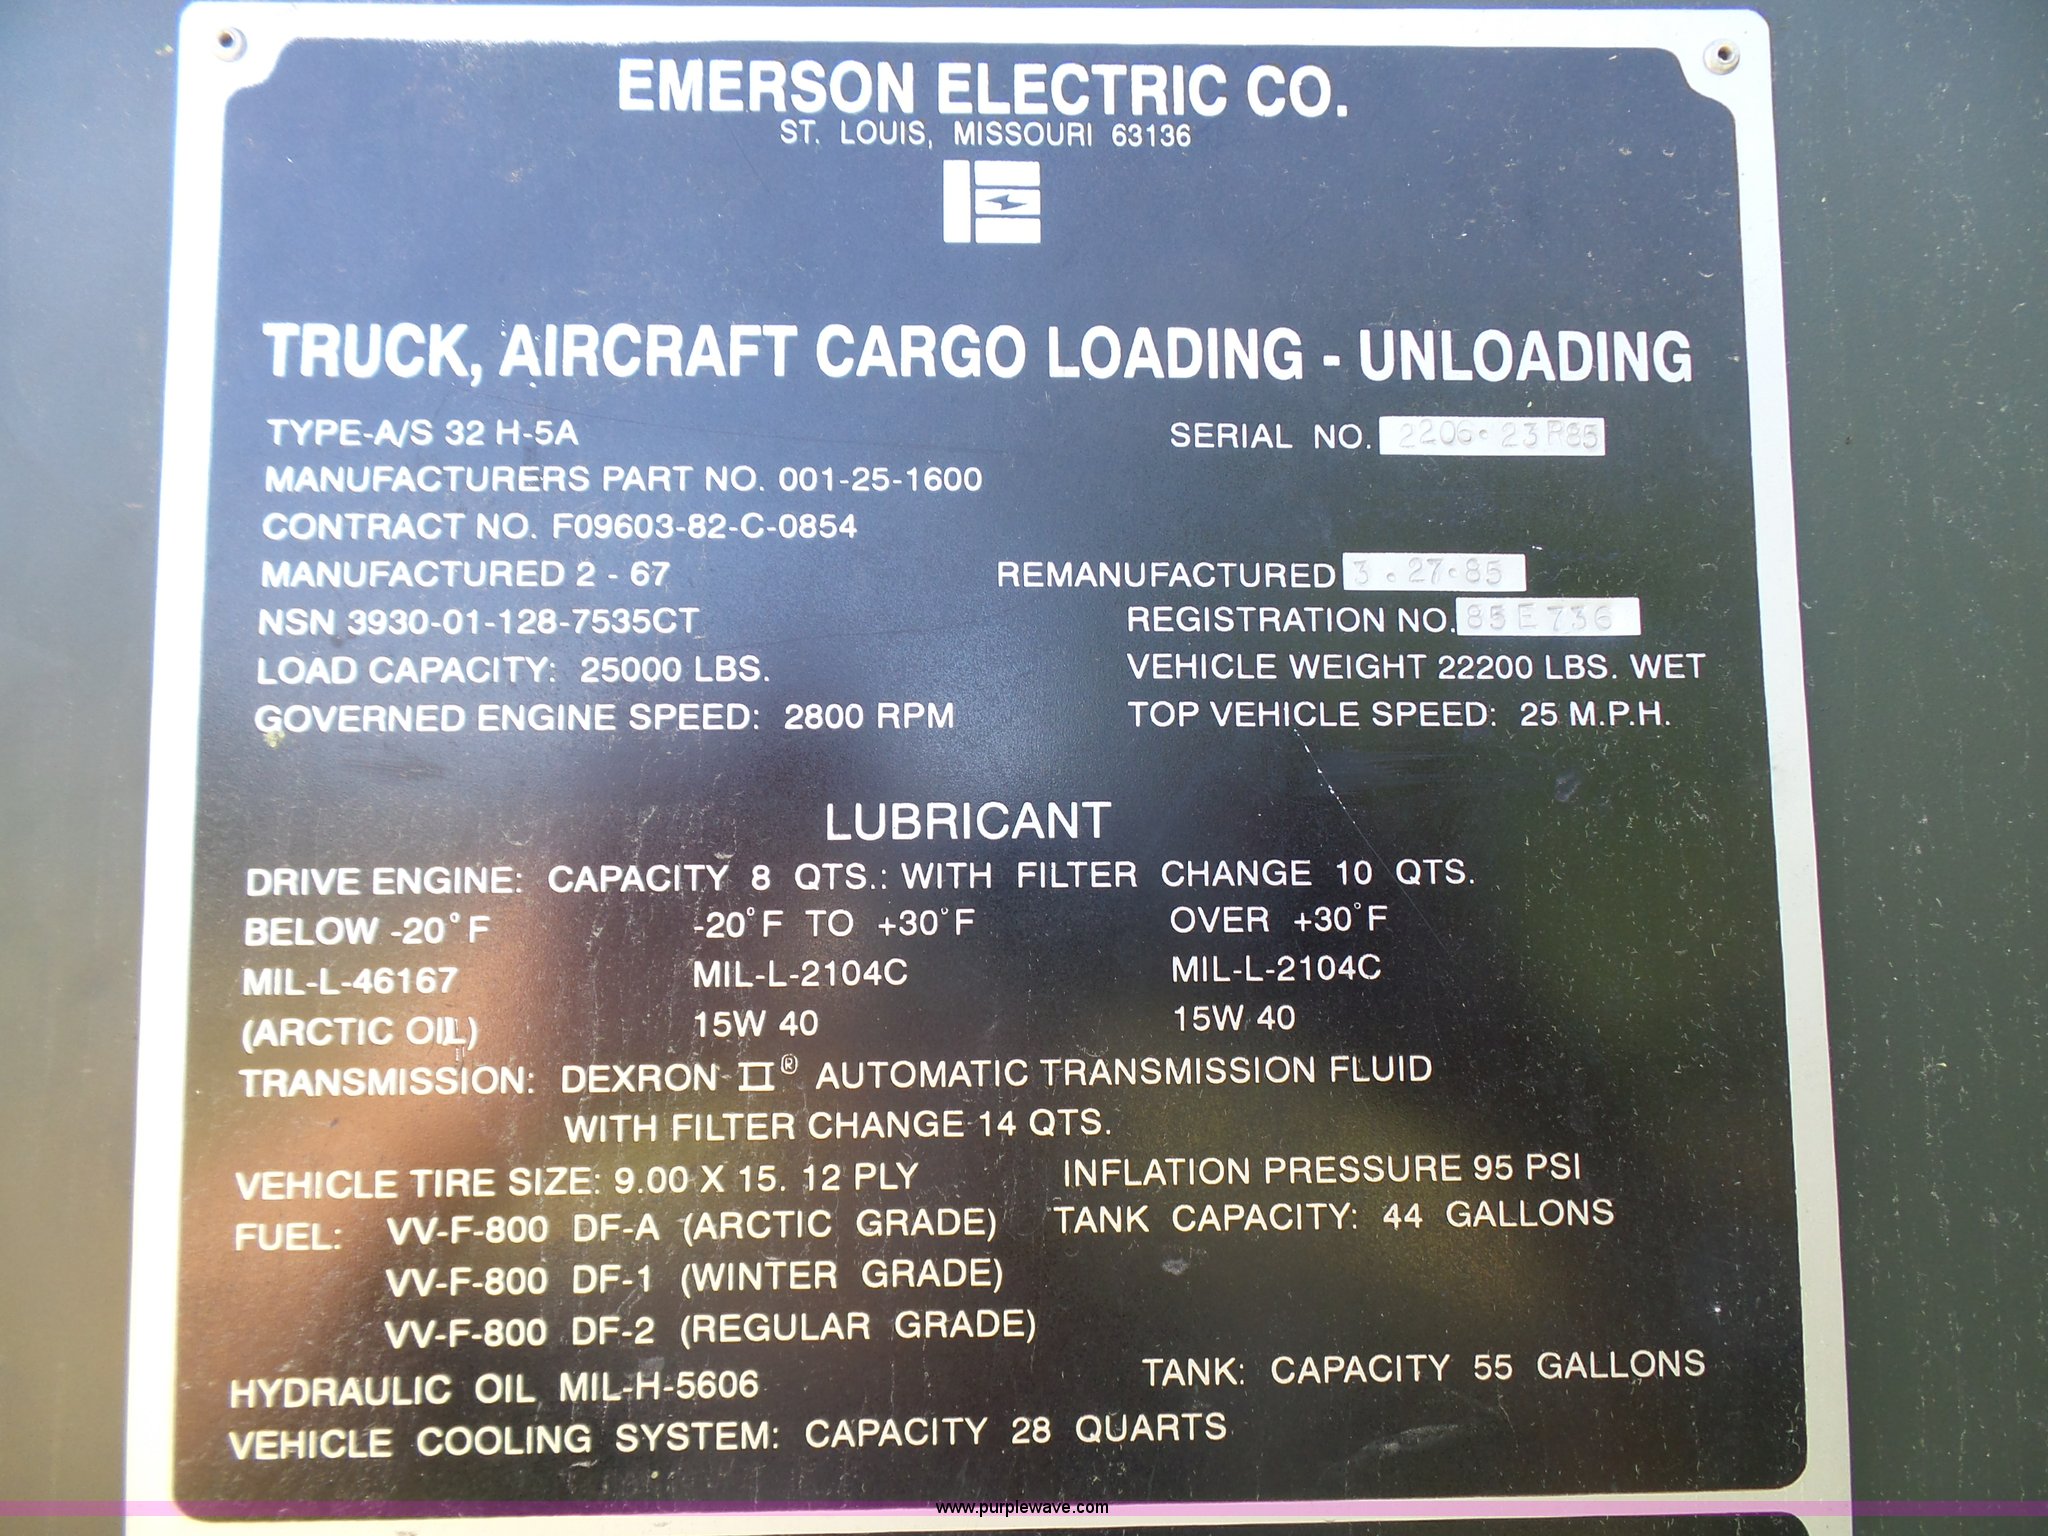 EMERSON ELECTRIC CO.
ST. LOUIS, MISSOURI 63136
TRUCK, AIRCRAFT CARGO LOADING - UNLOADING
TYPE-A/S 32 H-5A SERIAL NO. 2206-23R85
MANUFACTURERS PART NO. 001-25-1600
CONTRACT NO. F09603-82-C-0854
MANUFACTURED 2 - 67 REMANUFACTURED 3.27.85
NSN 3930-01-128-7535CT REGISTRATION NO. 85E736
LOAD CAPACITY: 25000 LBS. VEHICLE WEIGHT 22200 LBS. WET
GOVERNED ENGINE SPEED: 2800 RPM TOP VEHICLE SPEED: 25 M.P.H.
LUBRICANT
DRIVE ENGINE: CAPACITY 8 QTS.: WITH FILTER CHANGE 10 QTS.
BELOW -20°F -20°F TO +30°F OVER +30°F
MIL-L-46167 MIL-L-2104C MIL-L-2104C
(ARCTIC OIL) 15W 40 15W 40
TRANSMISSION: DEXRON II® AUTOMATIC TRANSMISSION FLUID
WITH FILTER CHANGE 14 QTS.
VEHICLE TIRE SIZE: 9.00 X 15. 12 PLY INFLATION PRESSURE 95 PSI
FUEL: VV-F-800 DF-A (ARCTIC GRADE) TANK CAPACITY: 44 GALLONS
VV-F-800 DF-1 (WINTER GRADE)
VV-F-800 DF-2 (REGULAR GRADE)
HYDRAULIC OIL MIL-H-5606 TANK: CAPACITY 55 GALLONS
VEHICLE COOLING SYSTEM: CAPACITY 28 QUARTS
www.purplewave.com